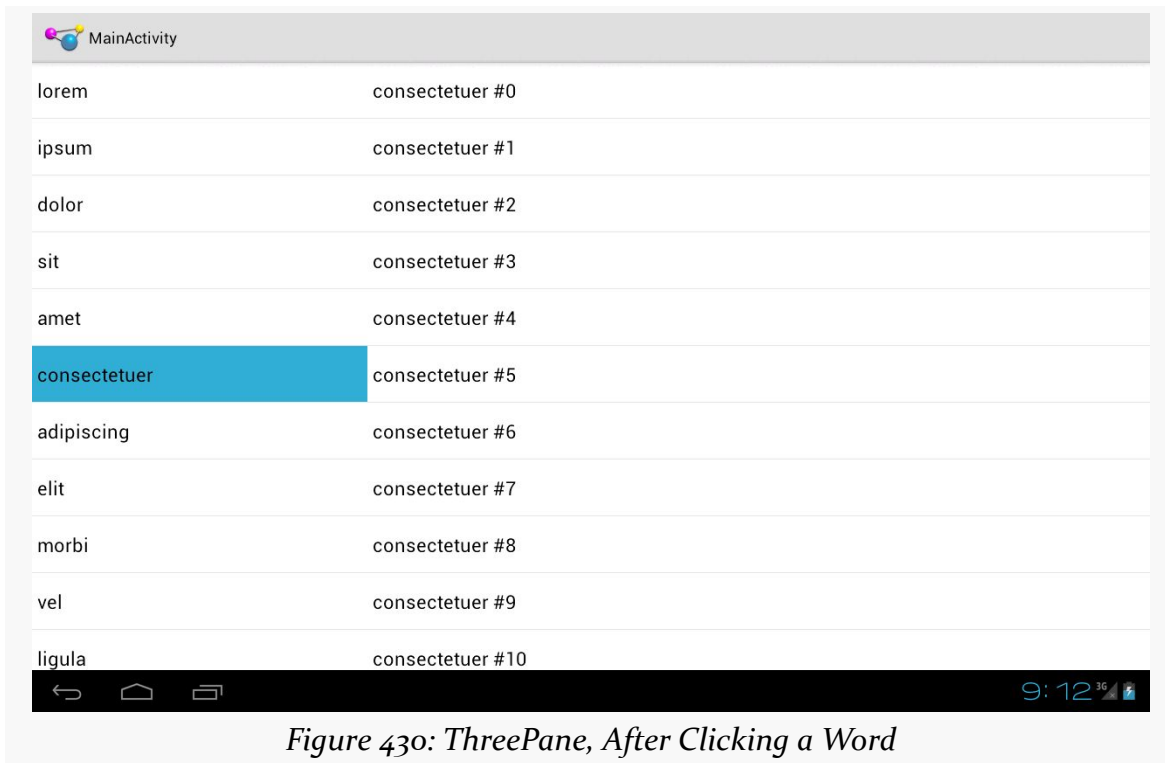 MainActivity
lorem consectetuer #0
ipsum consectetuer #1
dolor consectetuer #2
sit consectetuer #3
amet consectetuer #4
consectetuer consectetuer #5
adipiscing consectetuer #6
elit consectetuer #7
morbi consectetuer #8
vel consectetuer #9
ligula consectetuer #10
9:12 3G
Figure 430: ThreePane, After Clicking a Word